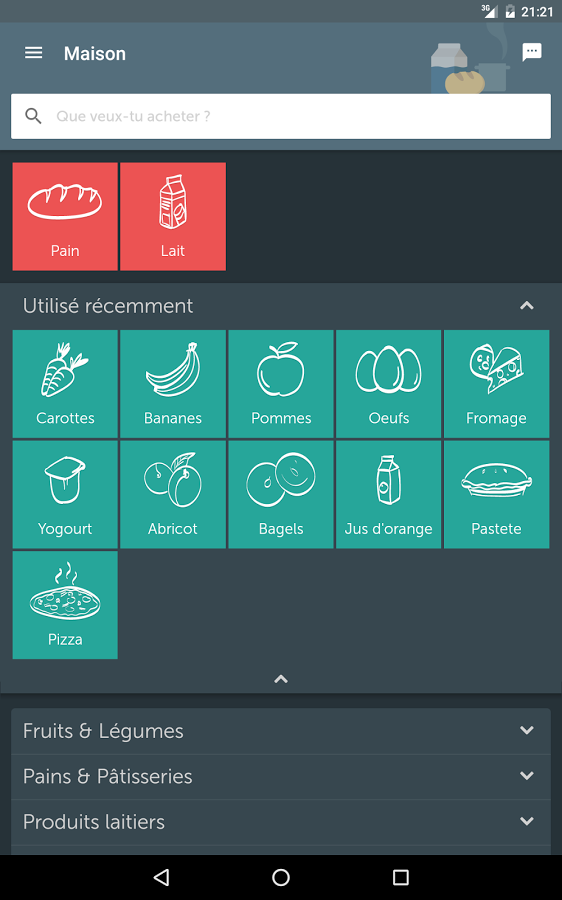 3G 21:21
Maison
Que veux-tu acheter ?
Pain Lait
Utilisé récemment
Carottes Bananes Pommes Oeufs Fromage
Yogourt Abricot Bagels Jus d'orange Pastete
Pizza
Fruits & Légumes
Pains & Pâtisseries
Produits laitiers